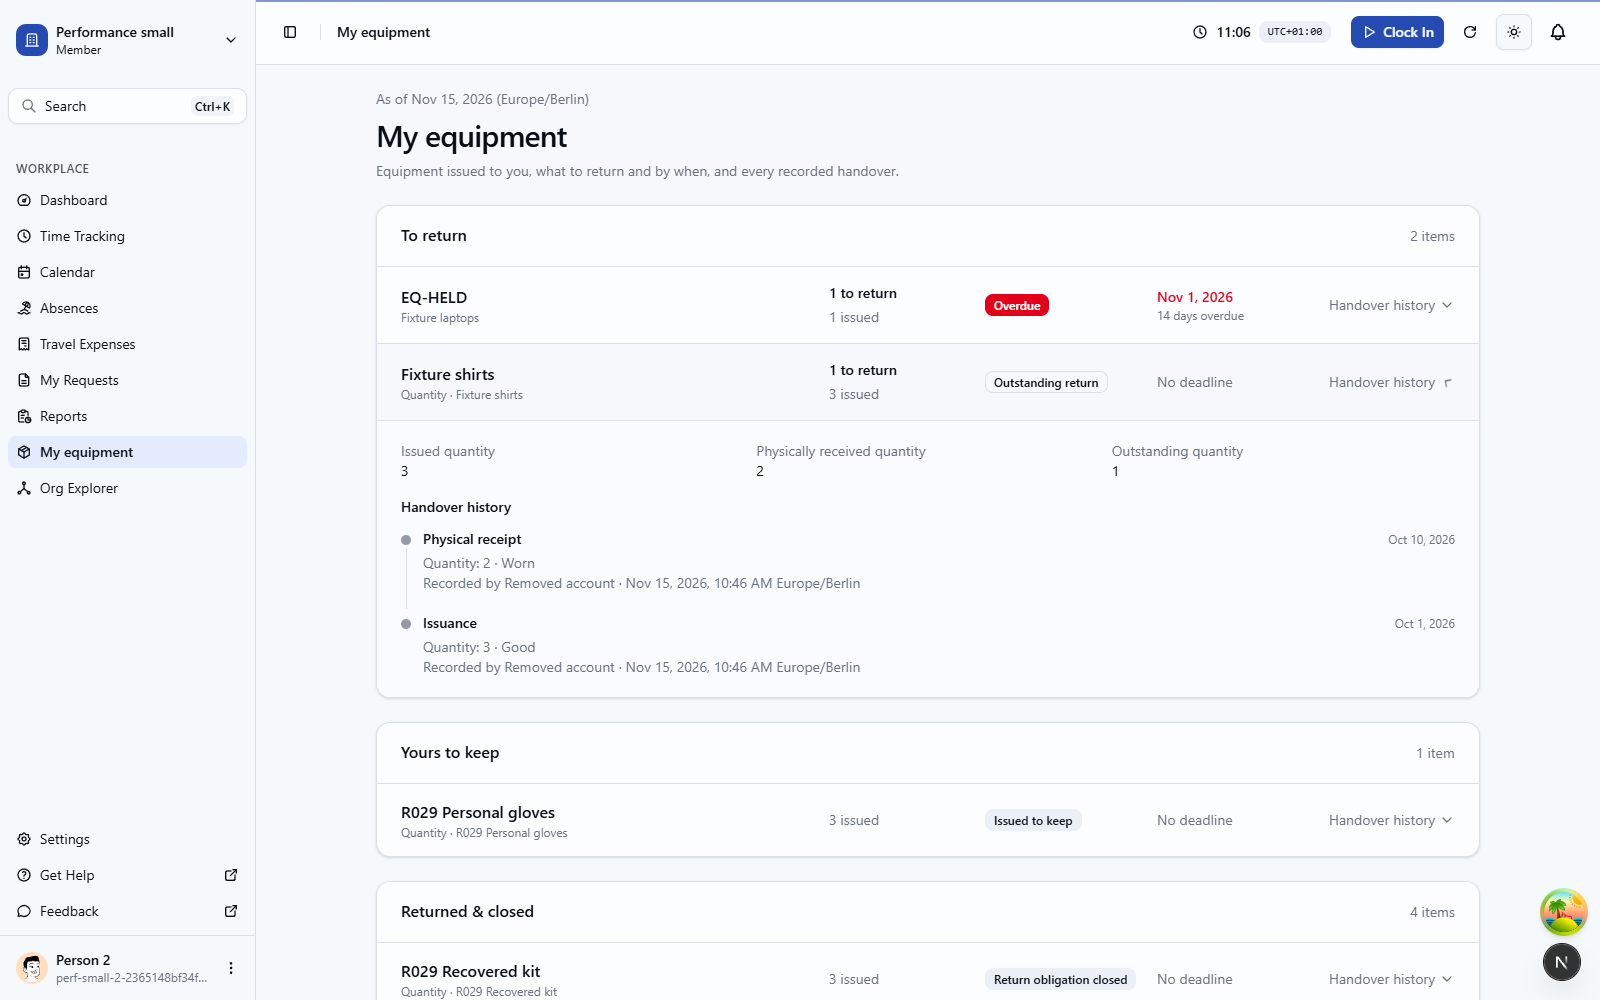 Performance small
Member
Search
Ctrl+K
WORKPLACE
Dashboard
Time Tracking
Calendar
Absences
Travel Expenses
My Requests
Reports
My equipment
Org Explorer
Settings
Get Help
Feedback
Person 2
perf-small-2-2365148bf34f...
My equipment
11:06
UTC+01:00
Clock In
As of Nov 15, 2026 (Europe/Berlin)
My equipment
Equipment issued to you, what to return and by when, and every recorded handover.
To return
2 items
EQ-HELD
Fixture laptops
1 to return
1 issued
Overdue
Nov 1, 2026
14 days overdue
Handover history
Fixture shirts
Quantity · Fixture shirts
1 to return
3 issued
Outstanding return
No deadline
Handover history
Issued quantity
3
Physically received quantity
2
Outstanding quantity
1
Handover history
Physical receipt
Oct 10, 2026
Quantity: 2 · Worn
Recorded by Removed account · Nov 15, 2026, 10:46 AM Europe/Berlin
Issuance
Oct 1, 2026
Quantity: 3 · Good
Recorded by Removed account · Nov 15, 2026, 10:46 AM Europe/Berlin
Yours to keep
1 item
R029 Personal gloves
Quantity · R029 Personal gloves
3 issued
Issued to keep
No deadline
Handover history
Returned & closed
4 items
R029 Recovered kit
Quantity · R029 Recovered kit
3 issued
Return obligation closed
No deadline
Handover history
N